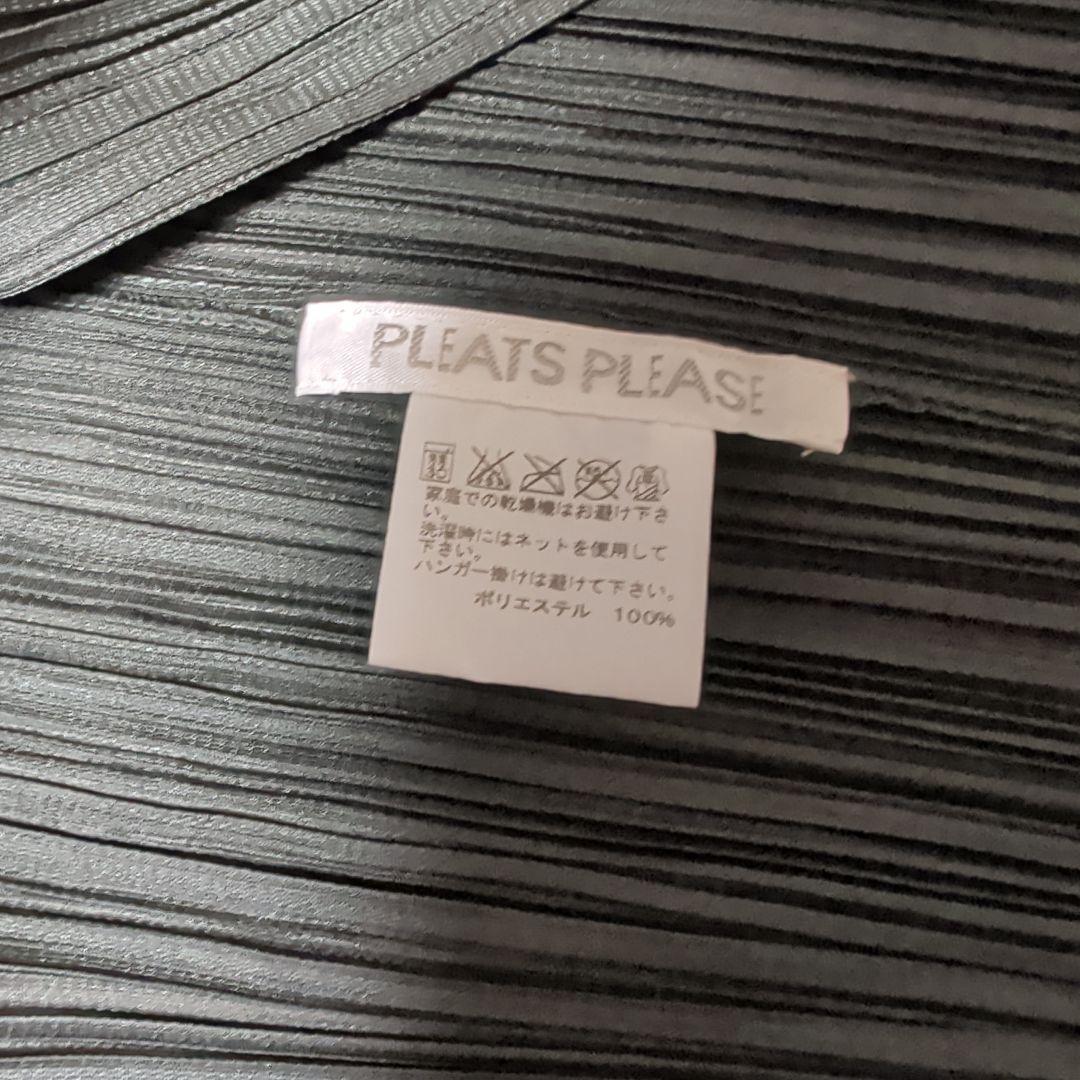 PLEATS PLEASE
家庭での乾燥機はお避け下さ
い。
洗濯時にはネットを使用して
下さい。
ハンガー掛けは避けて下さい。
ポリエステル 100%